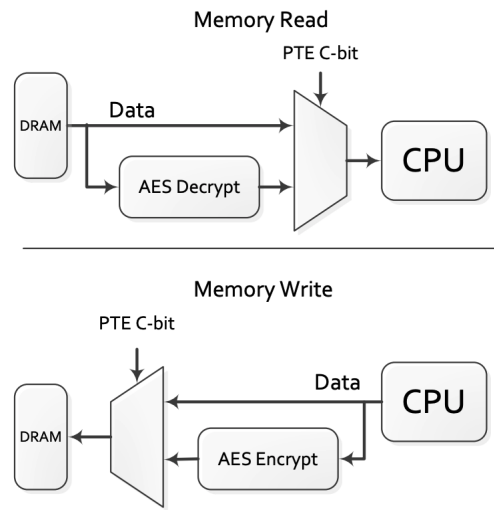 Memory Read
PTE C-bit
Data
DRAM
AES Decrypt
CPU
Memory Write
PTE C-bit
Data
CPU
DRAM
AES Encrypt